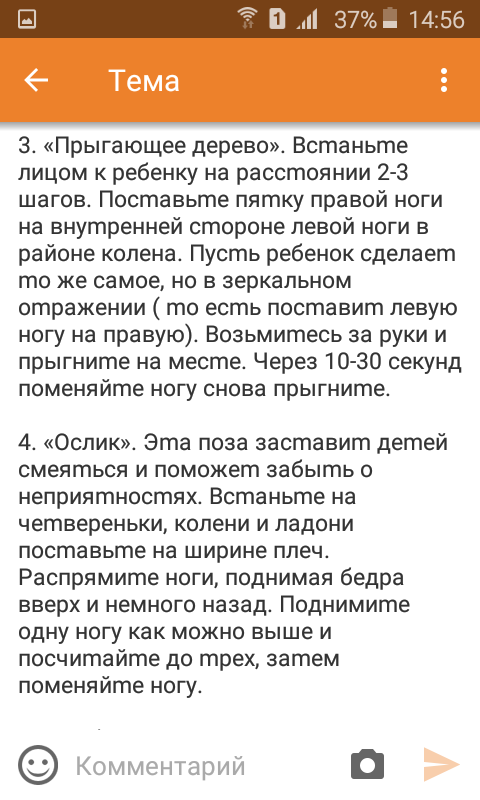 37% 14:56
Тема
3. «Прыгающее дерево». Встаньте
лицом к ребенку на расстоянии 2-3
шагов. Поставьте пятку правой ноги
на внутренней стороне левой ноги в
районе колена. Пусть ребенок сделает
то же самое, но в зеркальном
отражении ( то есть поставит левую
ногу на правую). Возьмитесь за руки и
прыгните на месте. Через 10-30 секунд
поменяйте ногу снова прыгните.
4. «Ослик». Эта поза заставит детей
смеяться и поможет забыть о
неприятностях. Встаньте на
четвереньки, колени и ладони
поставьте на ширине плеч.
Распрямите ноги, поднимая бедра
вверх и немного назад. Поднимите
одну ногу как можно выше и
посчитайте до трех, затем
поменяйте ногу.
Комментарий